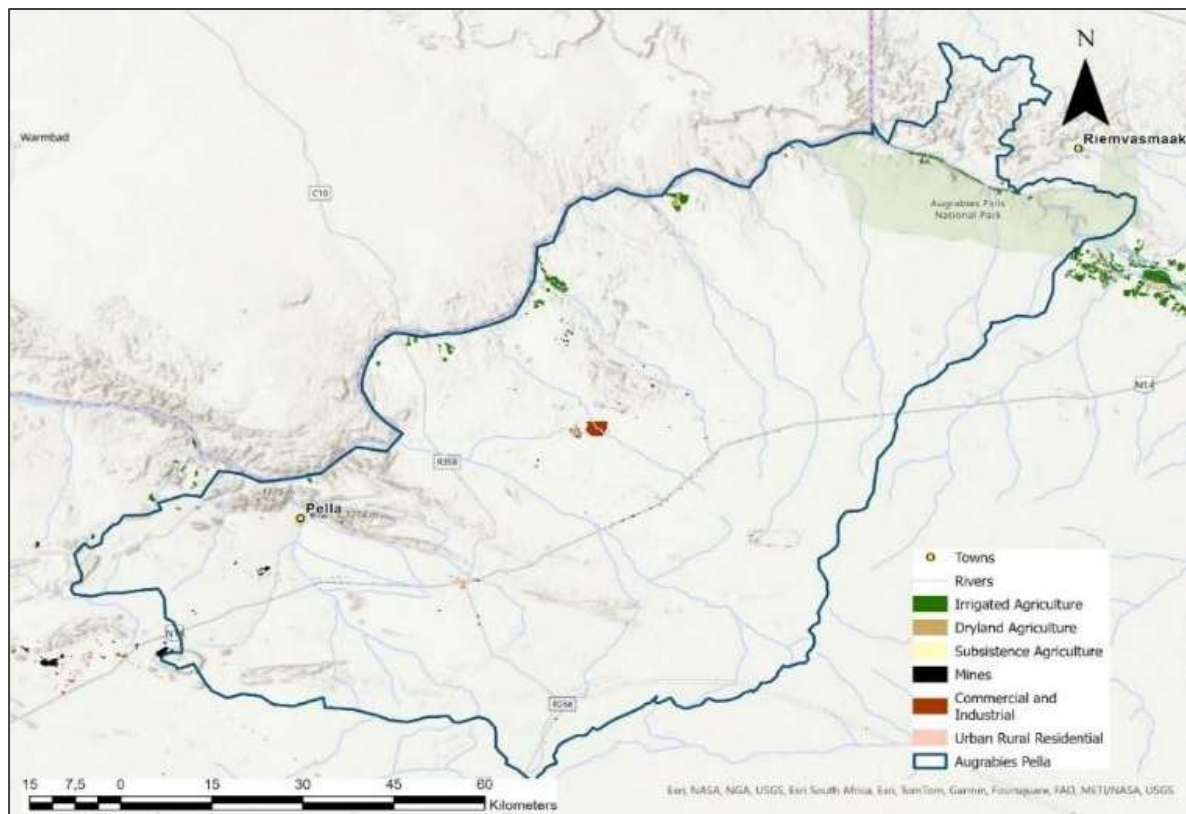 N
Warmbad
Riemvasmaak
C10
Augrabies Falls
National Park
N14
R358
Pella
Towns
Rivers
Irrigated Agriculture
Dryland Agriculture
Subsistence Agriculture
Mines
Commercial and
Industrial
Urban Rural Residential
Augrabies Pella
15 7,5 0 15 30 45 60
Kilometers
Esri, NASA, NGA, USGS, Esri South Africa, Esri, TomTom, Garmin, Foursquare, FAO, METI/NASA, USGS